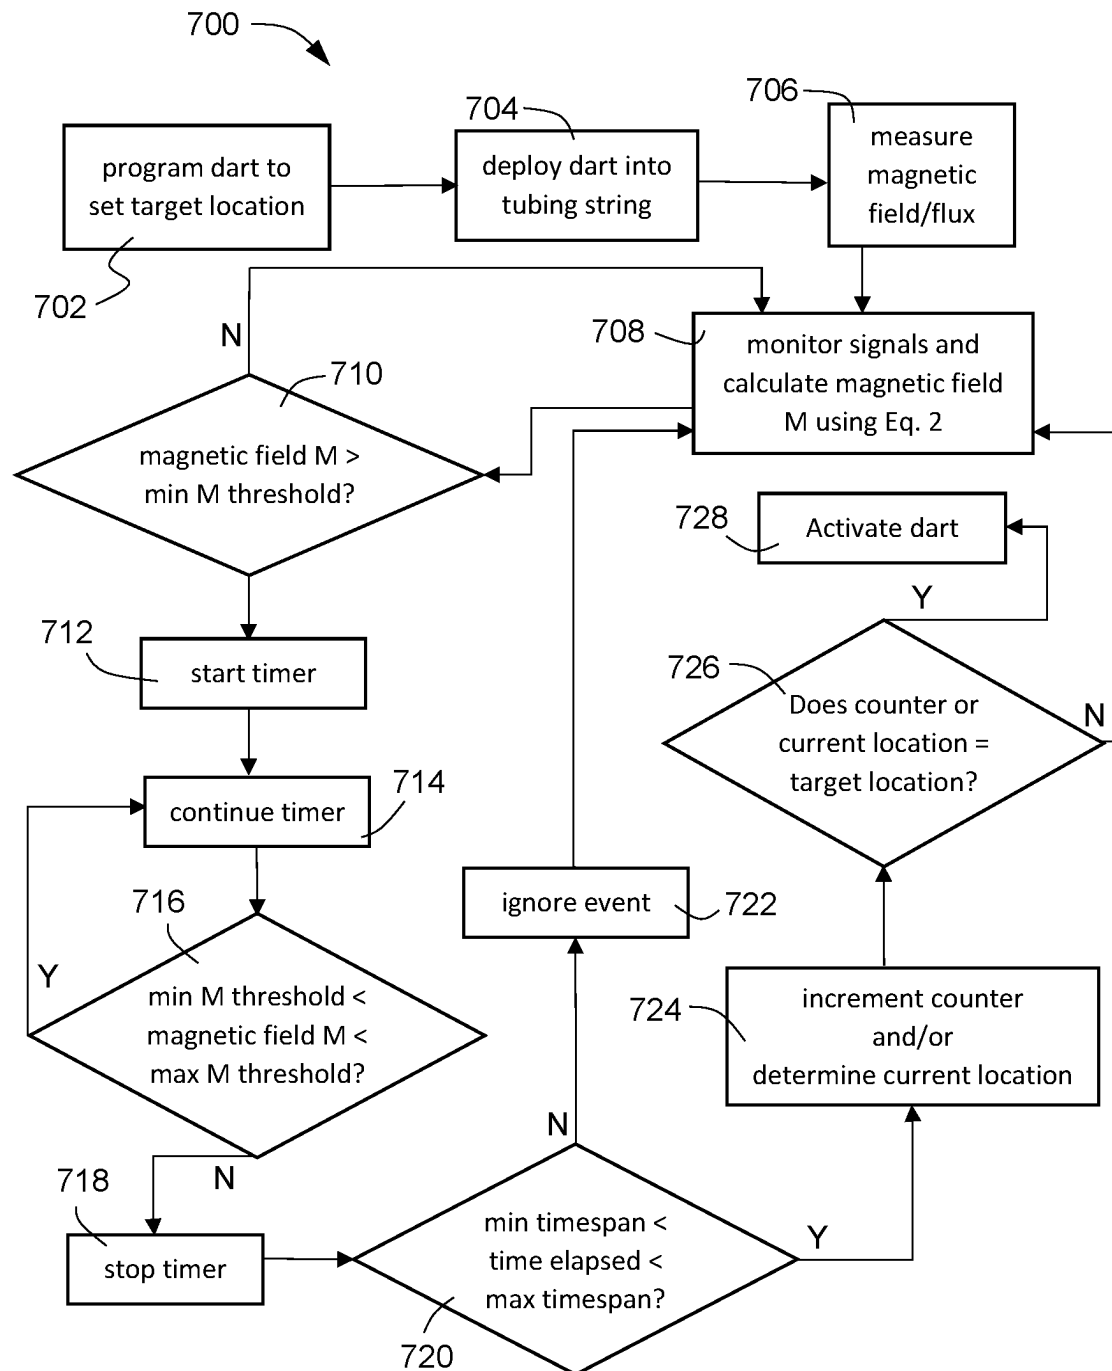 700
702
program dart to
set target location
704
deploy dart into
tubing string
706
measure
magnetic
field/flux
708
monitor signals and
calculate magnetic field
M using Eq. 2
N
710
magnetic field M >
min M threshold?
712
start timer
714
continue timer
716
min M threshold <
magnetic field M <
max M threshold?
Y
N
718
stop timer
720
min timespan <
time elapsed <
max timespan?
N
Y
722
ignore event
724
increment counter
and/or
determine current location
726
Does counter or
current location =
target location?
Y
N
728
Activate dart